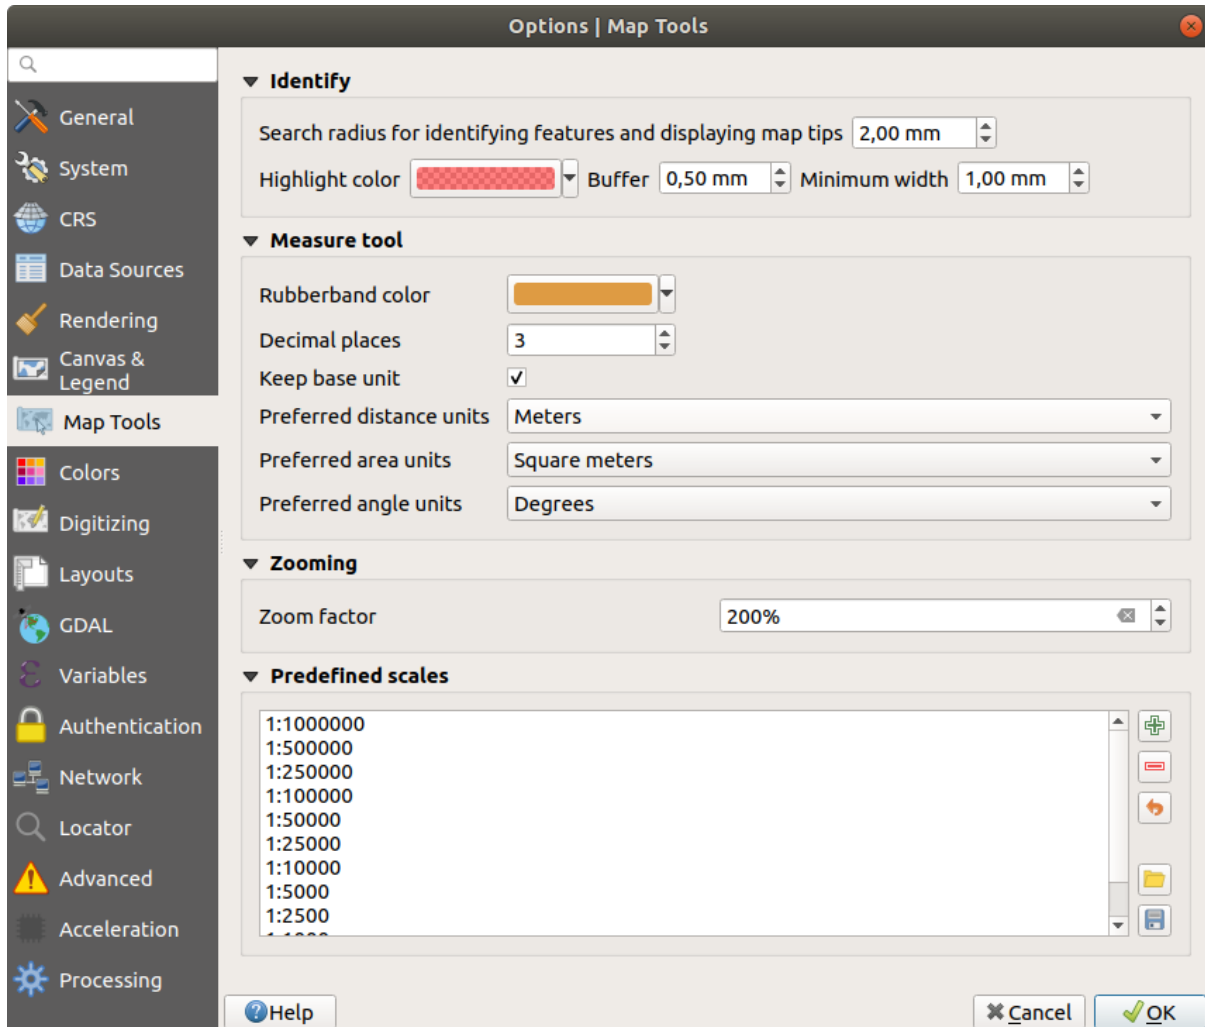 Options | Map Tools
General
System
CRS
Data Sources
Rendering
Canvas &
Legend
Map Tools
Colors
Digitizing
Layouts
GDAL
Variables
Authentication
Network
Locator
Advanced
Acceleration
Processing
Identify
Search radius for identifying features and displaying map tips 2,00 mm
Highlight color Buffer 0,50 mm Minimum width 1,00 mm
Measure tool
Rubberband color
Decimal places 3
Keep base unit
Preferred distance units Meters
Preferred area units Square meters
Preferred angle units Degrees
Zooming
Zoom factor 200%
Predefined scales
1:1000000
1:500000
1:250000
1:100000
1:50000
1:25000
1:10000
1:5000
1:2500
Help Cancel OK